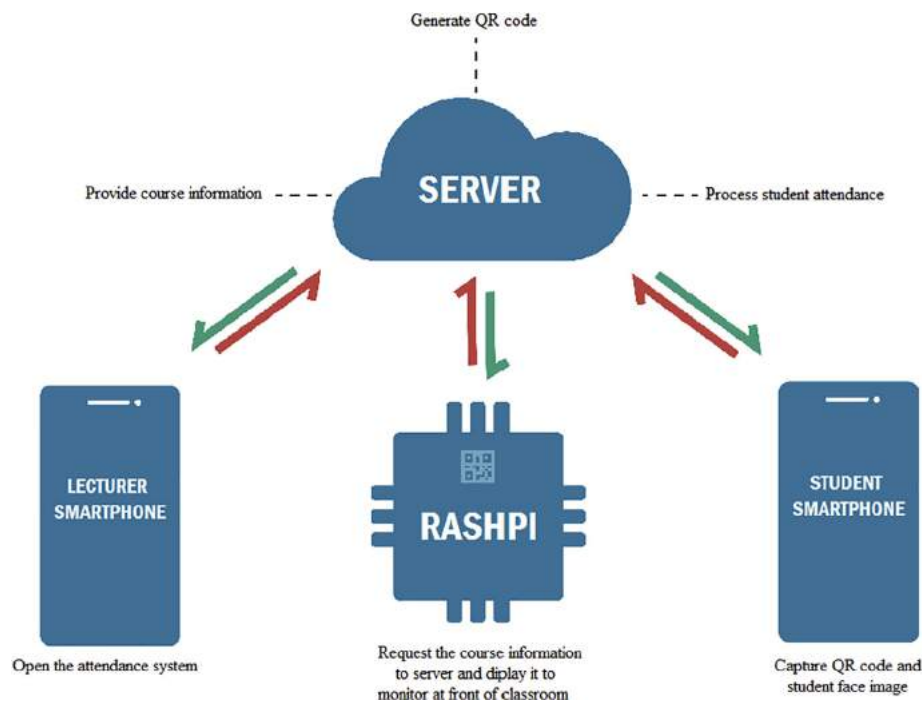 Generate QR code
SERVER
Provide course information
Process student attendance
LECTURER
SMARTPHONE
RASHPI
STUDENT
SMARTPHONE
Open the attendance system
Request the course information
to server and diplay it to
monitor at front of classroom
Capture QR code and
student face image